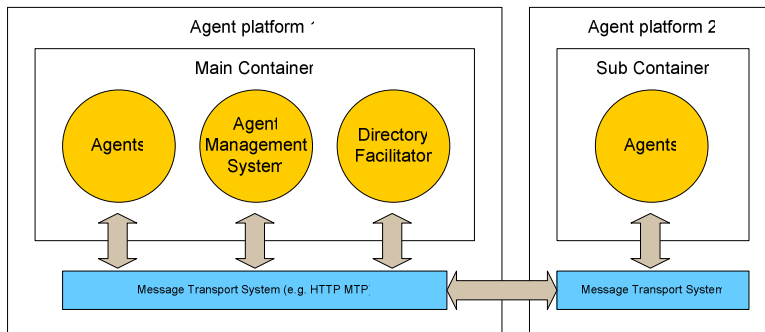 Agent platform 1
Main Container
Agents
Agent
Management
System
Directory
Facilitator
Message Transport System (e.g. HTTP MTP)
Agent platform 2
Sub Container
Agents
Message Transport System